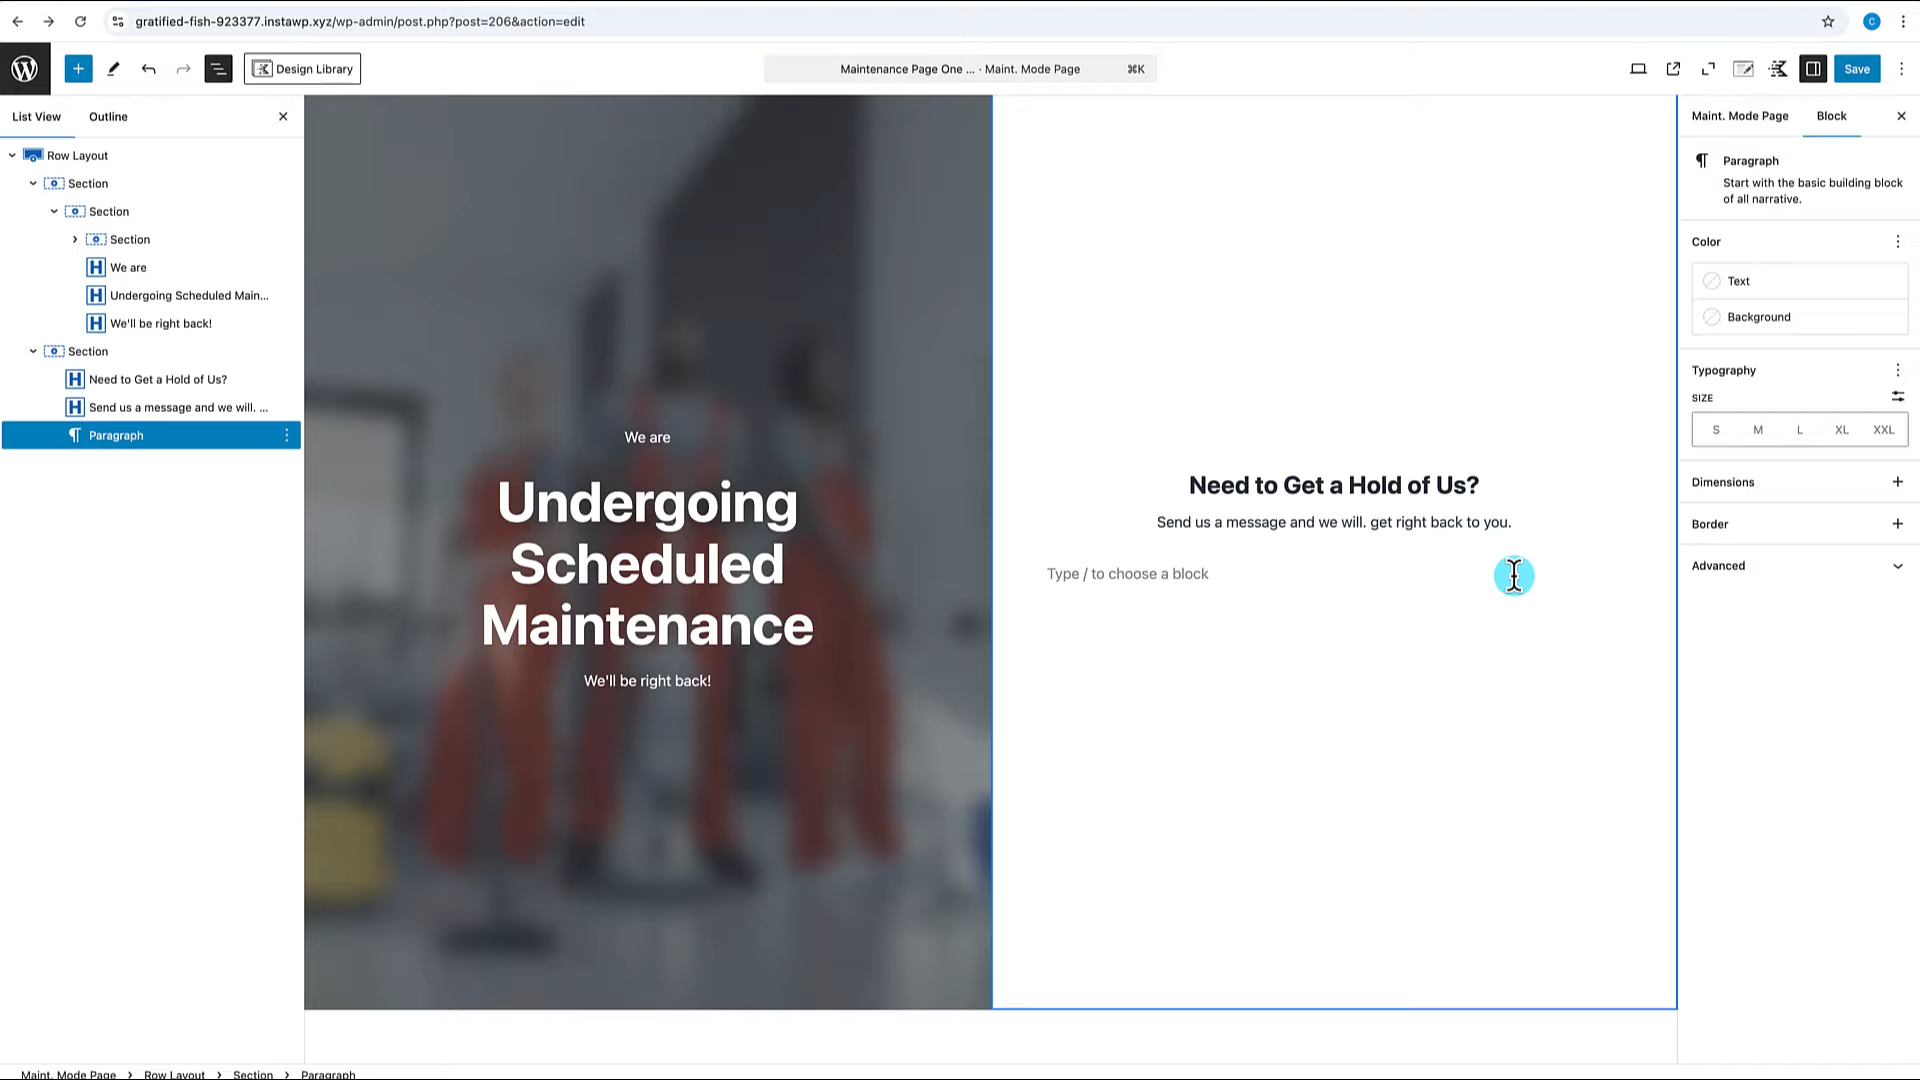 gratified-fish-923377.instawp.xyz/wp-admin/post.php?post=206&action=edit
C
Design Library
Maintenance Page One ... · Maint. Mode Page
⌘K
Save
List View
Outline
Row Layout
Section
Section
Section
We are
Undergoing Scheduled Main...
We'll be right back!
Section
Need to Get a Hold of Us?
Send us a message and we will. ...
Paragraph
We are
Undergoing
Scheduled
Maintenance
We'll be right back!
Need to Get a Hold of Us?
Send us a message and we will. get right back to you.
Type / to choose a block
Maint. Mode Page
Block
Paragraph
Start with the basic building block
of all narrative.
Color
Text
Background
Typography
SIZE
S M L XL XXL
Dimensions
Border
Advanced
Maint. Mode Page > Row Layout > Section > Paragraph